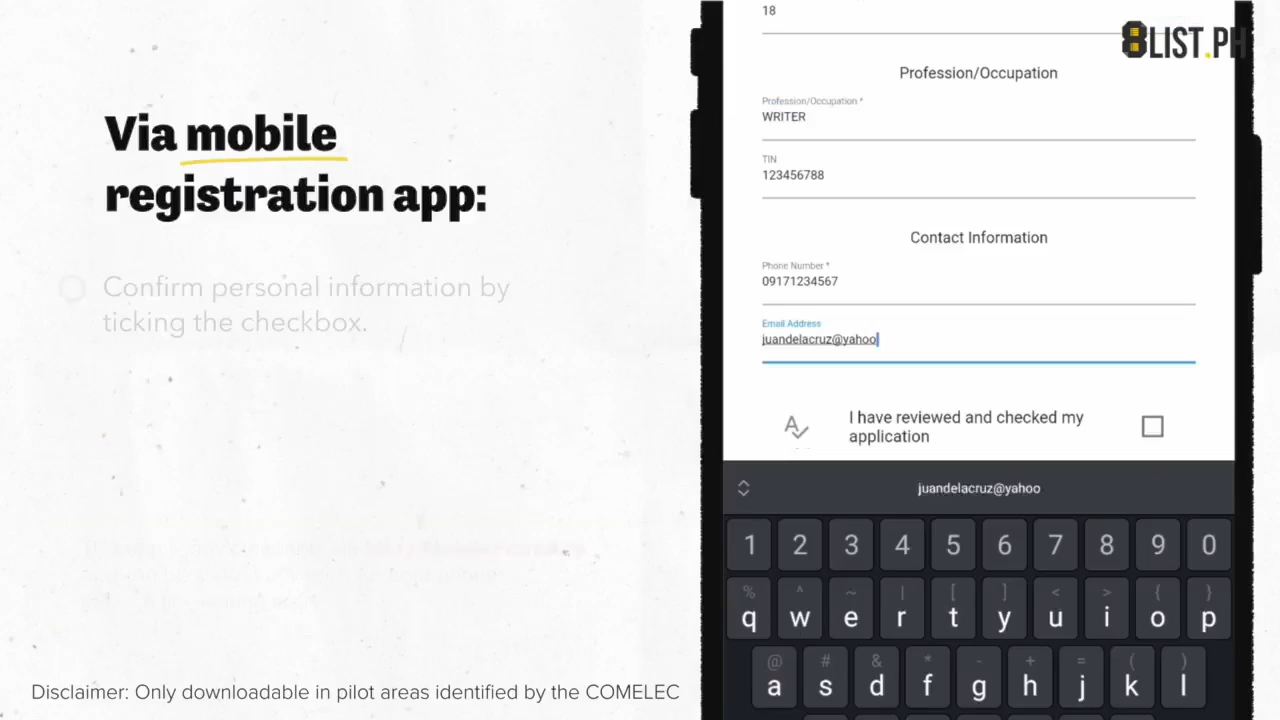 Via mobile
registration app:
Confirm personal information by
ticking the checkbox.
Disclaimer: Only downloadable in pilot areas identified by the COMELEC
8LIST.PH
18
Profession/Occupation
Profession/Occupation *
WRITER
TIN
123456788
Contact Information
Phone Number *
09171234567
Email Address
juandelacruz@yahoo
I have reviewed and checked my
application
juandelacruz@yahoo
1 2 3 4 5 6 7 8 9 0
% ^ ~ | [ ] < > { }
q w e r t y u i o p
@ # & * - + = ( )
a s d f g h j k l